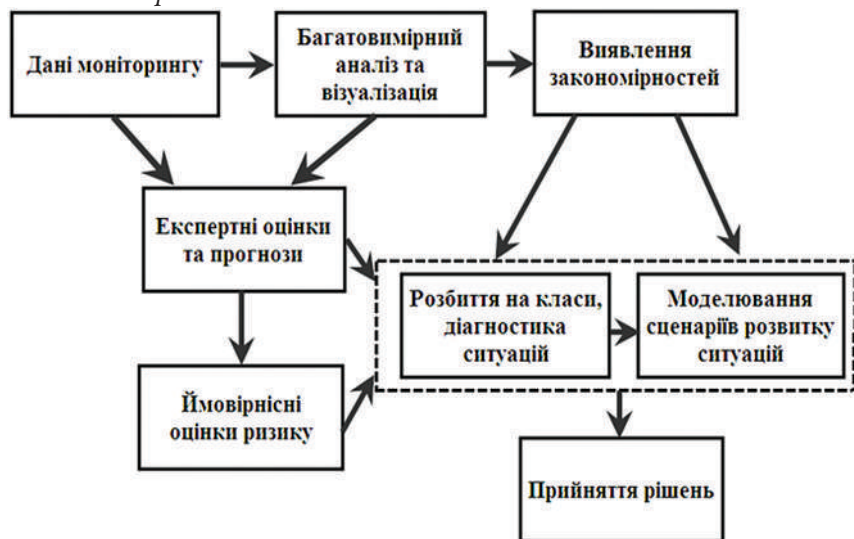 Дані моніторингу
Багатовимірний
аналіз та
візуалізація
Виявлення
закономірностей
Експертні оцінки
та прогнози
Розбиття на класи,
діагностика
ситуацій
Моделювання
сценаріїв розвитку
ситуацій
Ймовірнісні
оцінки ризику
Прийняття рішень